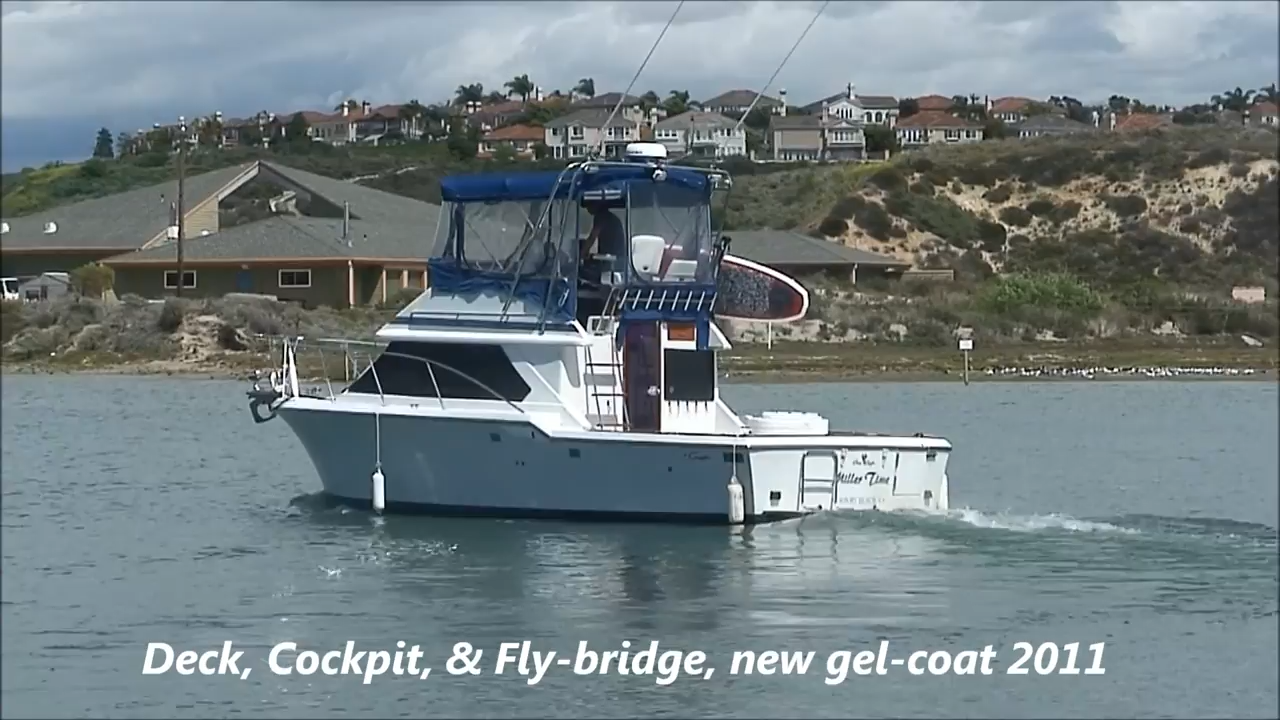 Miller Time
Deck, Cockpit, & Fly-bridge, new gel-coat 2011